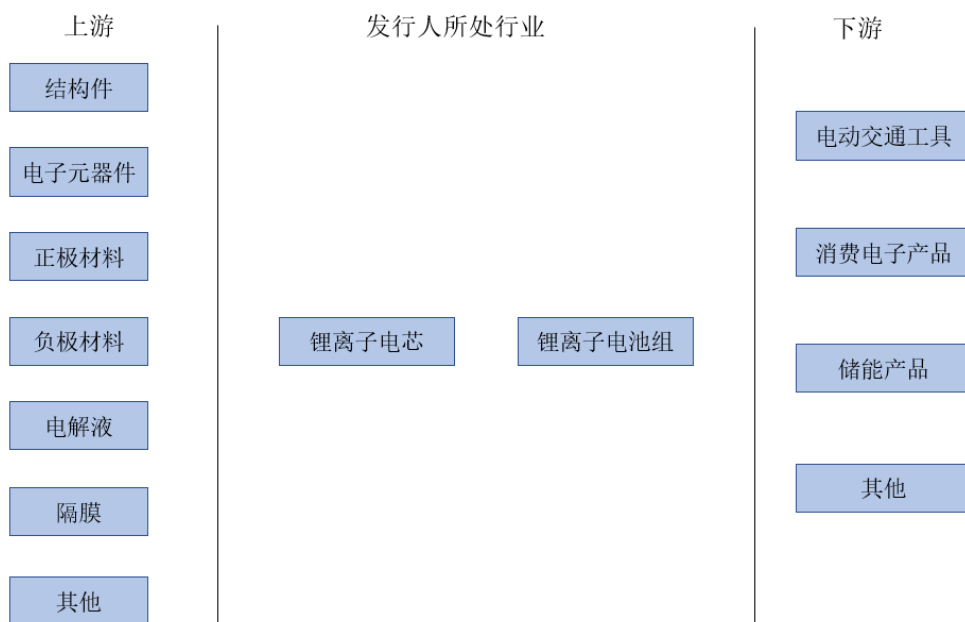 上游
发行人所处行业
下游
结构件
电子元器件
正极材料
负极材料
电解液
隔膜
其他
锂离子电芯
锂离子电池组
电动交通工具
消费电子产品
储能产品
其他